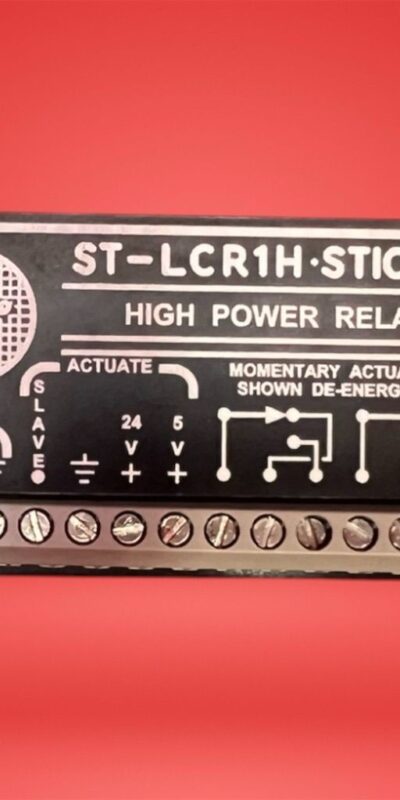 ST-LCR1H·STIC
HIGH POWER RELA
ACTUATE
SLAVE
24 V +
5 V +
MOMENTARY ACTUA
SHOWN DE-ENERG